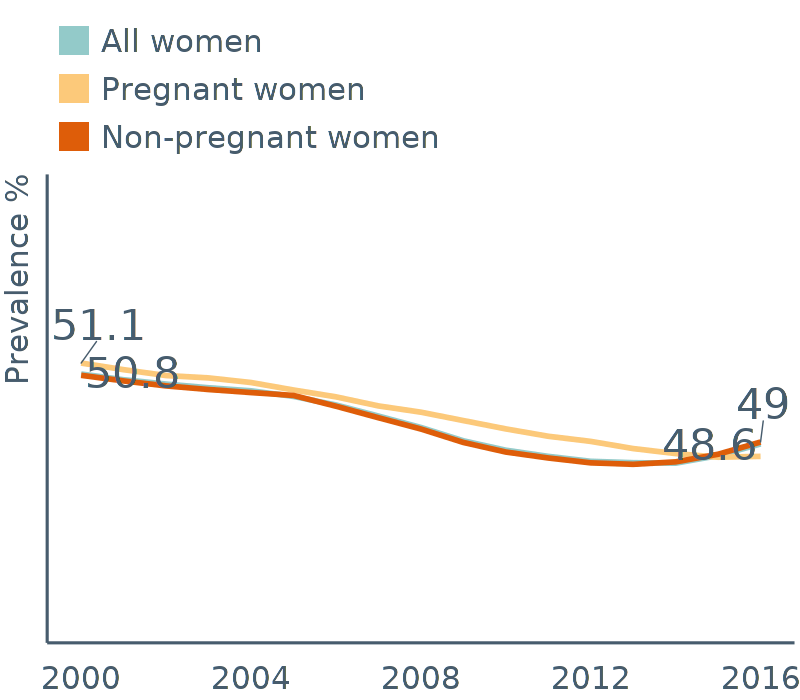 All women
Pregnant women
Non-pregnant women
Prevalence %
51.1
50.8
49
48.6
2000 2004 2008 2012 2016